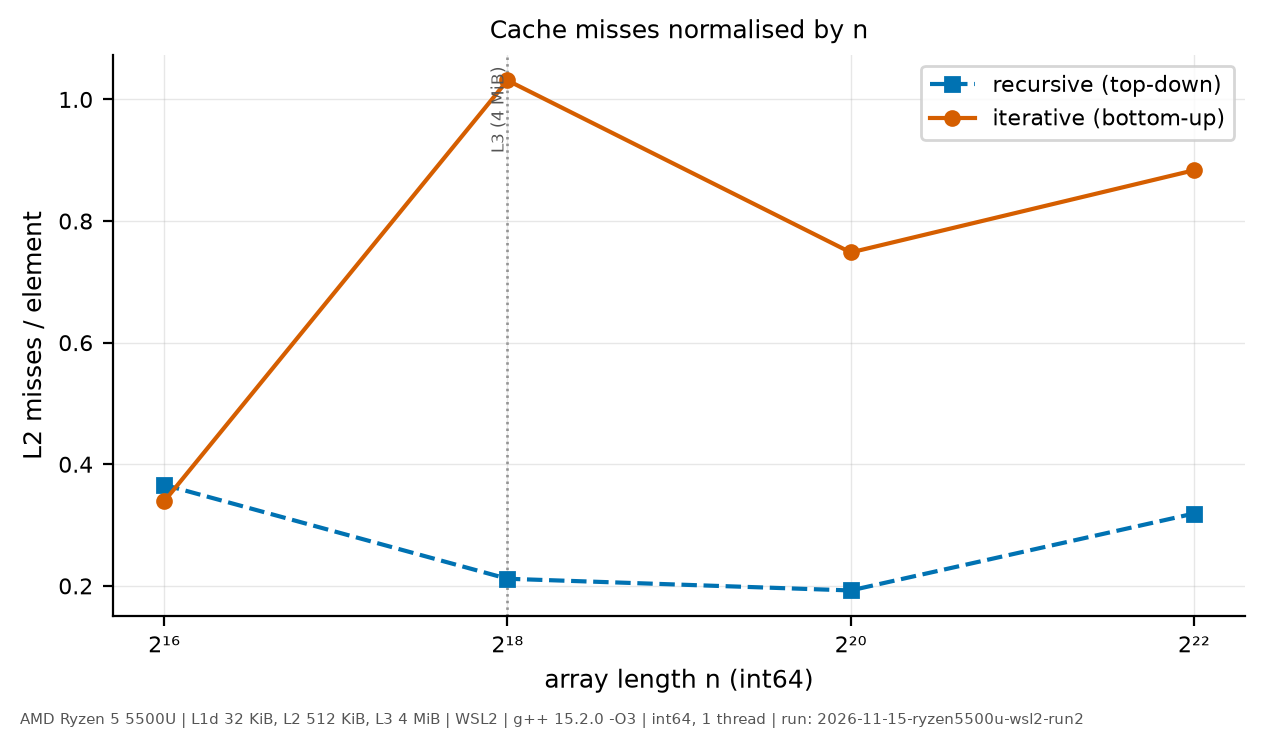 Cache misses normalised by n
L3 (4 MiB)
recursive (top-down)
iterative (bottom-up)
L2 misses / element
1.0
0.8
0.6
0.4
0.2
2¹⁶
2¹⁸
2²⁰
2²²
array length n (int64)
AMD Ryzen 5 5500U | L1d 32 KiB, L2 512 KiB, L3 4 MiB | WSL2 | g++ 15.2.0 -O3 | int64, 1 thread | run: 2026-11-15-ryzen5500u-wsl2-run2